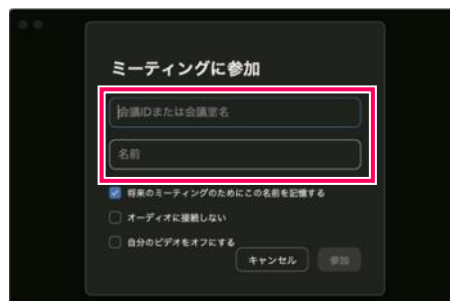 ミーティングに参加
会議IDまたは会議室名
名前
将来のミーティングのためにこの名前を記憶する
オーディオに接続しない
自分のビデオをオフにする
キャンセル
参加